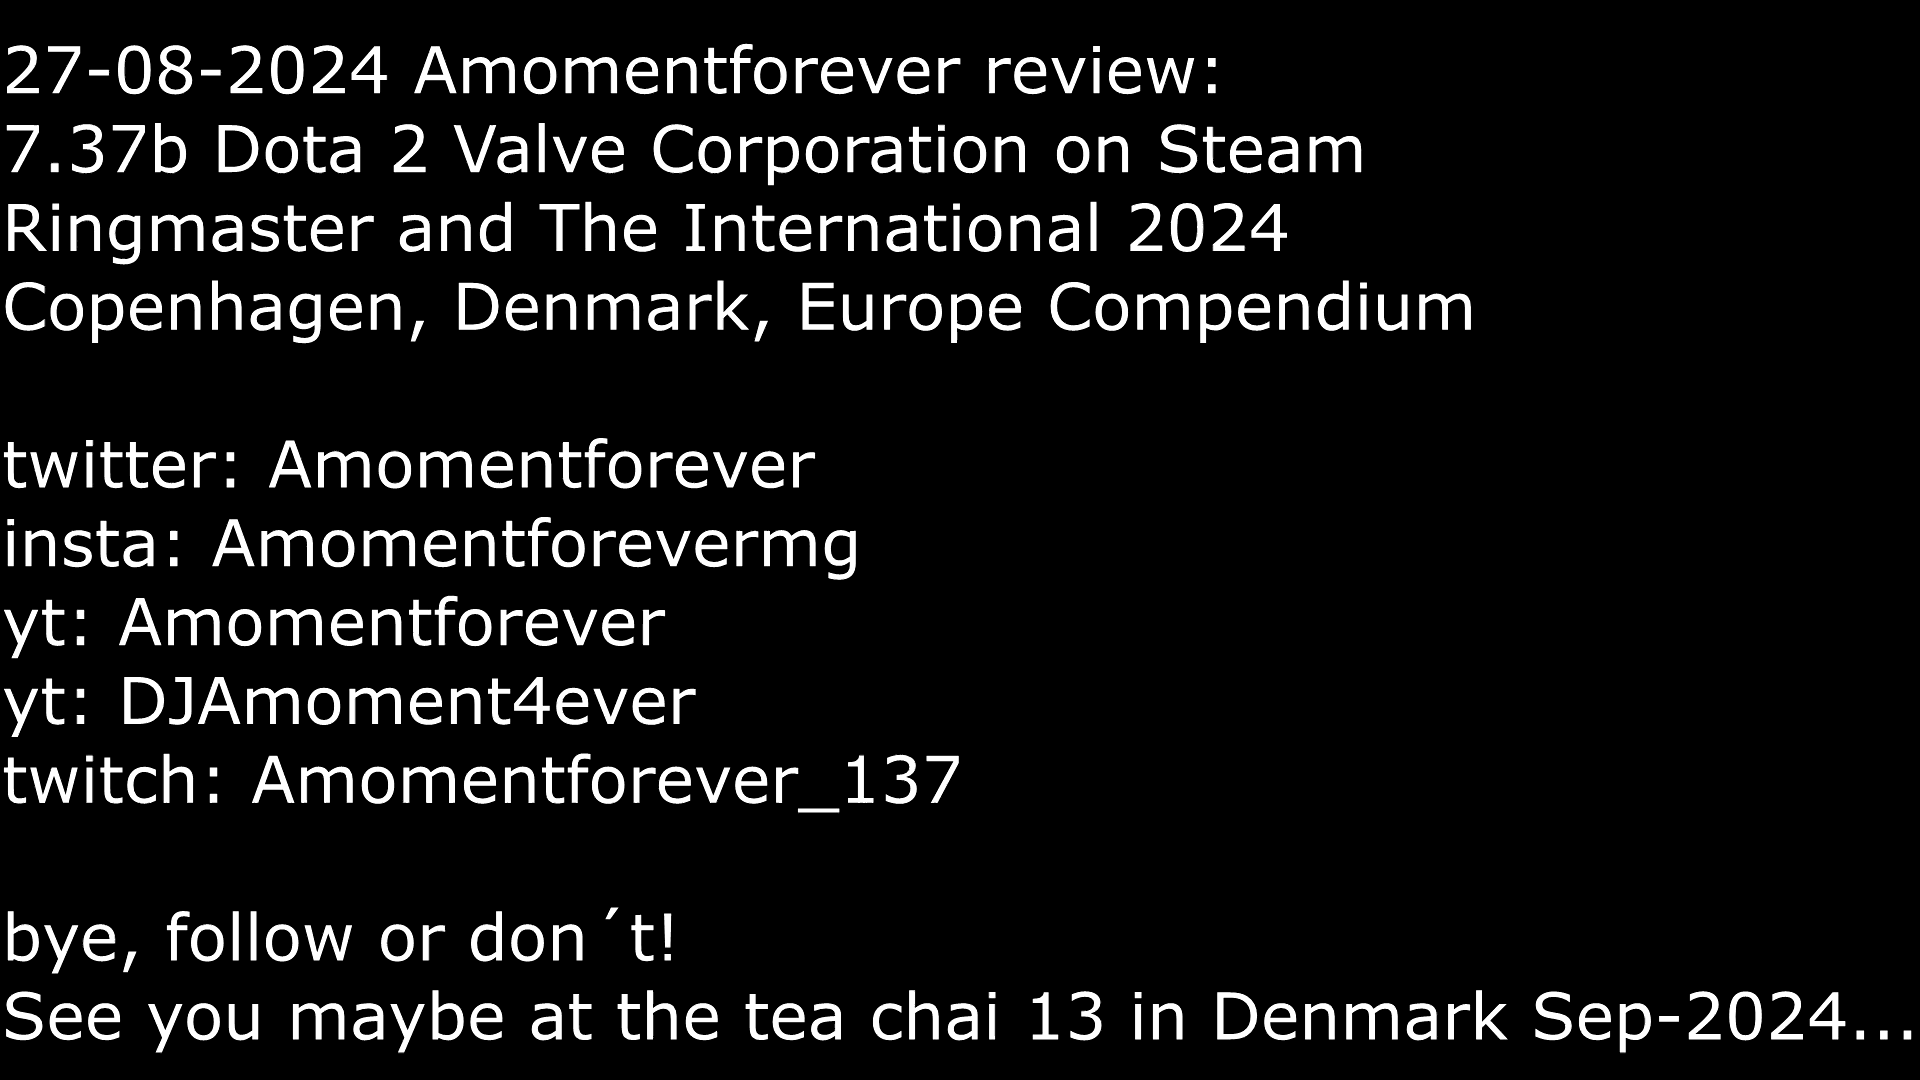 27-08-2024 Amomentforever review:
7.37b Dota 2 Valve Corporation on Steam
Ringmaster and The International 2024
Copenhagen, Denmark, Europe Compendium
twitter: Amomentforever
insta: Amomentforevermg
yt: Amomentforever
yt: DJAmoment4ever
twitch: Amomentforever_137
bye, follow or don´t!
See you maybe at the tea chai 13 in Denmark Sep-2024...